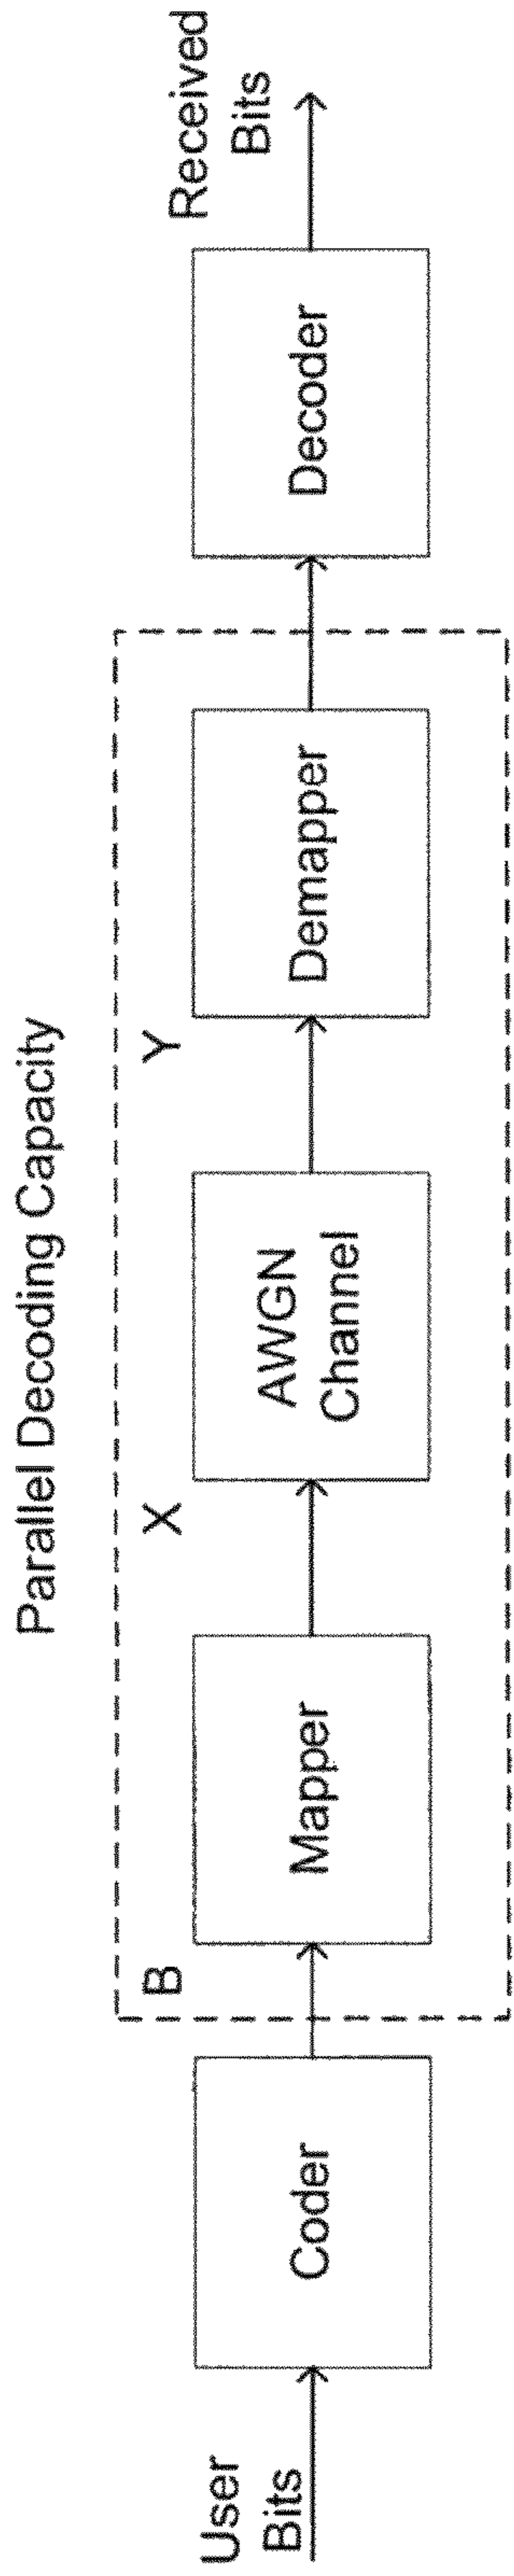 Parallel Decoding Capacity
User
Bits
Coder
B
Mapper
X
AWGN
Channel
Y
Demapper
Decoder
Received
Bits